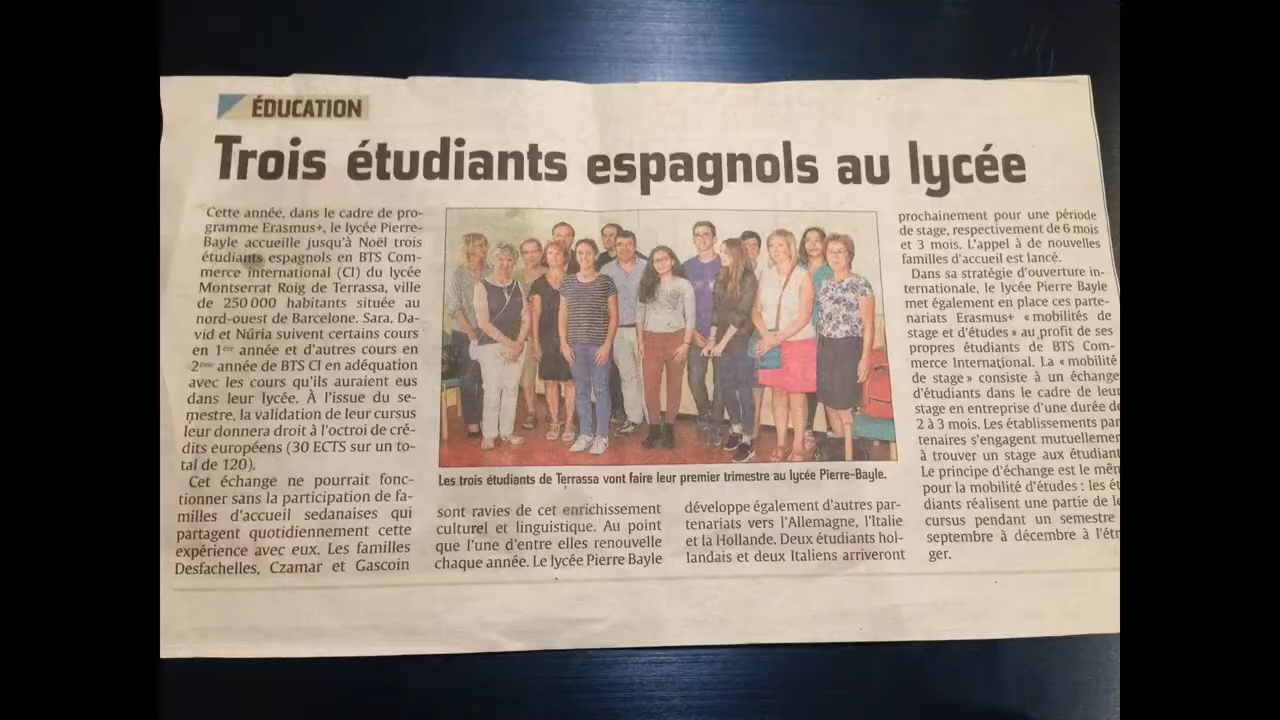 ÉDUCATION
Trois étudiants espagnols au lycée
Cette année, dans le cadre de pro-
gramme Erasmus+, le lycée Pierre-
Bayle accueille jusqu'à Noël trois
étudiants espagnols en BTS Com-
merce international (CI) du lycée
Montserrat Roig de Terrassa, ville
de 250 000 habitants située au
nord-ouest de Barcelone. Sara, Da-
vid et Nûria suivent certains cours
en 1ère année et d'autres cours en
2ème année de BTS CI en adéquation
avec les cours qu'ils auraient eus
dans leur lycée. À l'issue du se-
mestre, la validation de leur cursus
leur donnera droit à l'octroi de cré-
dits européens (30 ECTS sur un to-
tal de 120).
Cet échange ne pourrait fonc-
tionner sans la participation de fa-
milles d'accueil sedanaises qui
partagent quotidiennement cette
expérience avec eux. Les familles
Desfachelles, Czamar et Gascoin
Les trois étudiants de Terrassa vont faire leur premier trimestre au lycée Pierre-Bayle.
sont ravies de cet enrichissement
culturel et linguistique. Au point
que l'une d'entre elles renouvelle
chaque année. Le lycée Pierre Bayle
développe également d'autres par-
tenariats vers l'Allemagne, l'Italie
et la Hollande. Deux étudiants hol-
landais et deux Italiens arriveront
prochainement pour une période
de stage, respectivement de 6 mois
et 3 mois. L'appel à de nouvelles
familles d'accueil est lancé.
Dans sa stratégie d'ouverture in-
ternationale, le lycée Pierre Bayle
met également en place ces parte-
nariats Erasmus+ « mobilités de
stage et d'études » au profit de ses
propres étudiants de BTS Com-
merce International. La « mobilité
de stage » consiste à un échange
d'étudiants dans le cadre de leur
stage en entreprise d'une durée de
2 à 3 mois. Les établissements par
tenaires s'engagent mutuellemen
à trouver un stage aux étudiant
Le principe d'échange est le mêm
pour la mobilité d'études : les ét
diants réalisent une partie de le
cursus pendant un semestre
septembre à décembre à l'étr
ger.